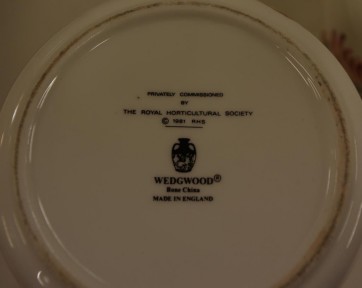 PRIVATELY COMMISSIONED
BY
THE ROYAL HORTICULTURAL SOCIETY
© 1981 RHS
WEDGWOOD®
Bone China
MADE IN ENGLAND